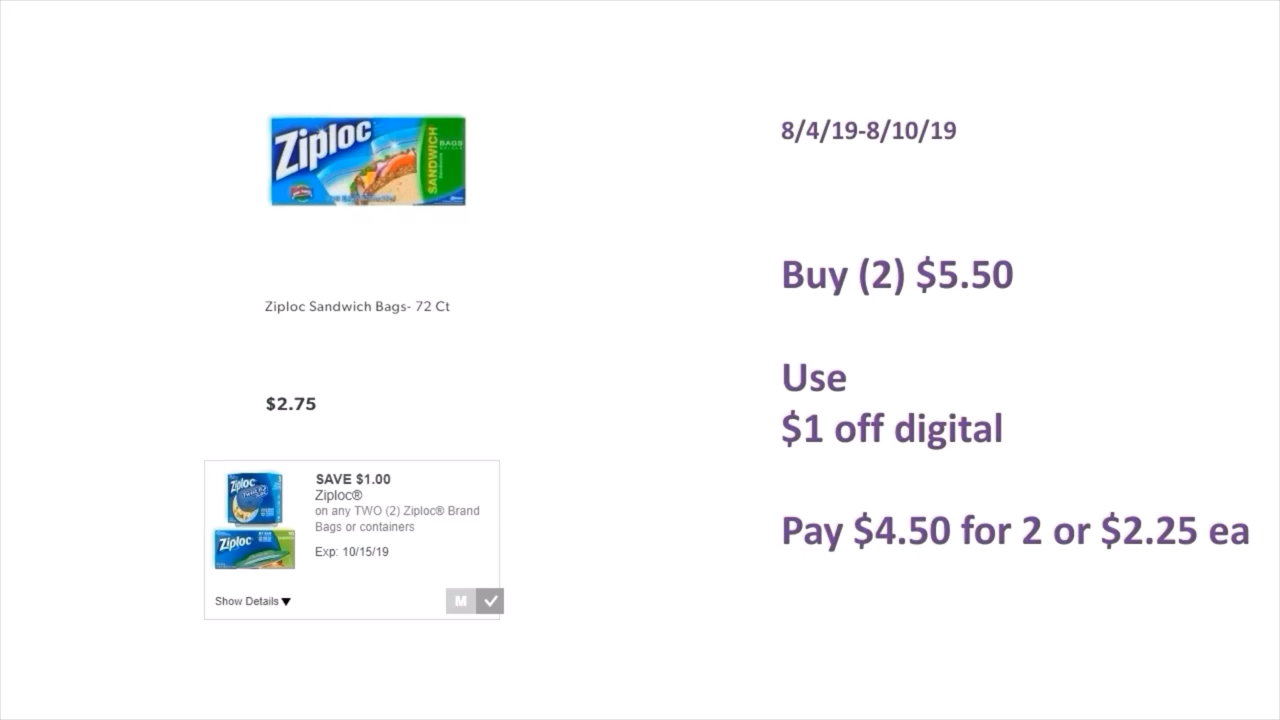 Ziploc
SANDWICH
BAGS
Ziploc Sandwich Bags- 72 Ct
$2.75
Ziploc
Ziploc
SAVE $1.00
Ziploc®
on any TWO (2) Ziploc® Brand
Bags or containers
Exp: 10/15/19
Show Details
M
8/4/19-8/10/19
Buy (2) $5.50
Use
$1 off digital
Pay $4.50 for 2 or $2.25 ea